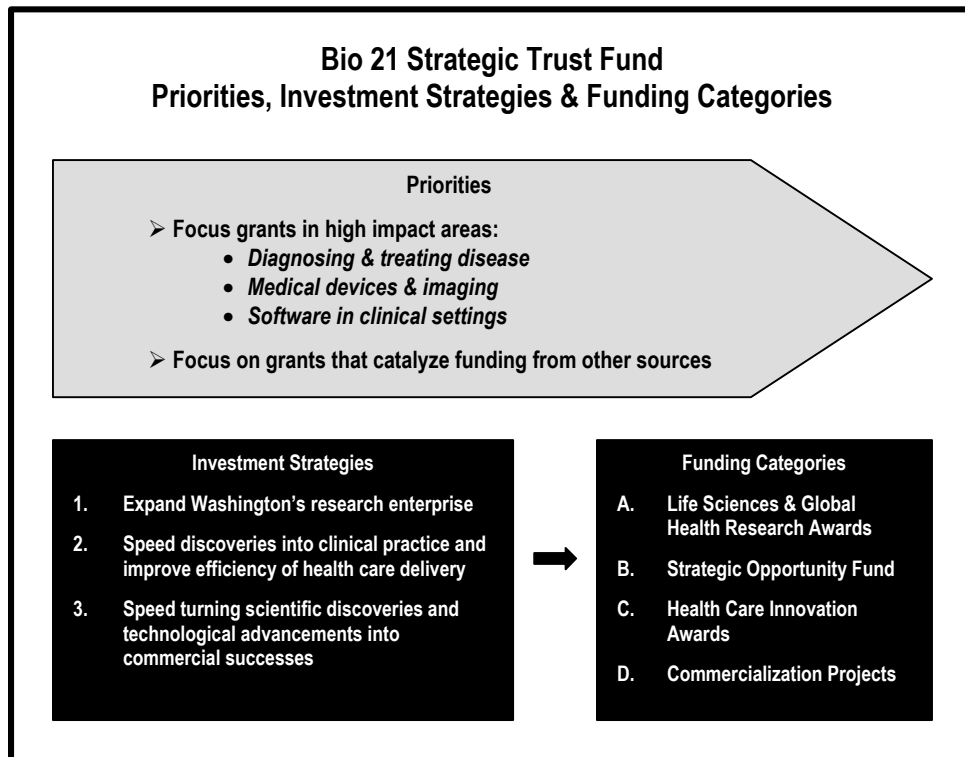 Bio 21 Strategic Trust Fund
Priorities, Investment Strategies & Funding Categories
Priorities
➢ Focus grants in high impact areas:
• Diagnosing & treating disease
• Medical devices & imaging
• Software in clinical settings
➢ Focus on grants that catalyze funding from other sources
Investment Strategies
1. Expand Washington’s research enterprise
2. Speed discoveries into clinical practice and
improve efficiency of health care delivery
3. Speed turning scientific discoveries and
technological advancements into
commercial successes
Funding Categories
A. Life Sciences & Global
Health Research Awards
B. Strategic Opportunity Fund
C. Health Care Innovation
Awards
D. Commercialization Projects